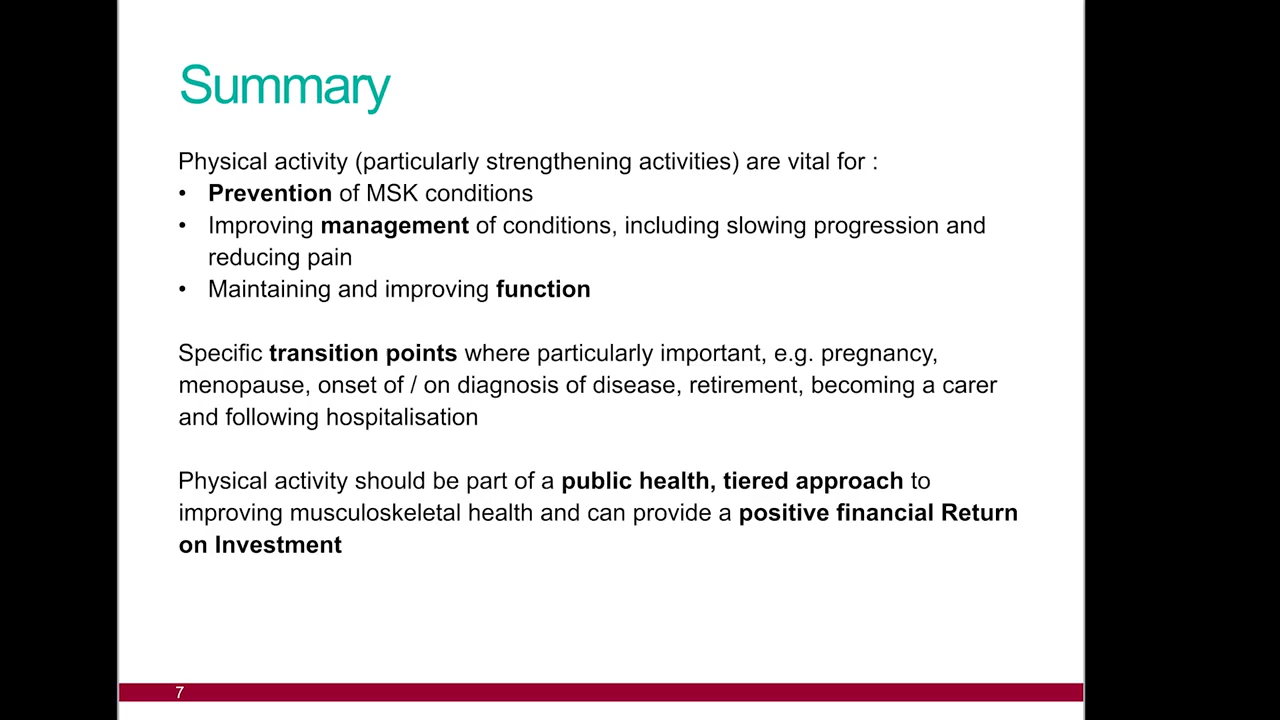 Summary
Physical activity (particularly strengthening activities) are vital for :
• Prevention of MSK conditions
• Improving management of conditions, including slowing progression and
reducing pain
• Maintaining and improving function
Specific transition points where particularly important, e.g. pregnancy,
menopause, onset of / on diagnosis of disease, retirement, becoming a carer
and following hospitalisation
Physical activity should be part of a public health, tiered approach to
improving musculoskeletal health and can provide a positive financial Return
on Investment
7